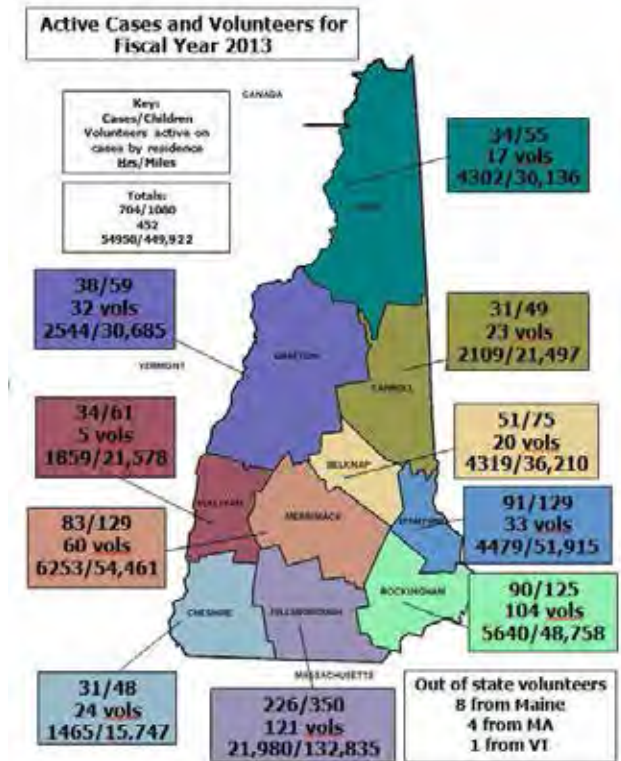 Active Cases and Volunteers for
Fiscal Year 2013
CANADA
Key:
Cases/Children
Volunteers active on
cases by residence
Hrs/Miles
Totals:
704/1080
452
54950/449,922
34/55
17 vols
4302/30,136
COOS
38/59
32 vols
2544/30,685
VERMONT
GRAFTON
31/49
23 vols
2109/21,497
CARROLL
34/61
5 vols
1859/21,578
51/75
20 vols
4319/36,210
BELKNAP
SULLIVAN
MERRIMACK
STRAFFORD
91/129
33 vols
4479/51,915
83/129
60 vols
6253/54,461
CHESHIRE
HILLSBOROUGH
ROCKINGHAM
90/125
104 vols
5640/48,758
MASSACHUSETTS
31/48
24 vols
1465/15.747
226/350
121 vols
21,980/132,835
Out of state volunteers
8 from Maine
4 from MA
1 from VT